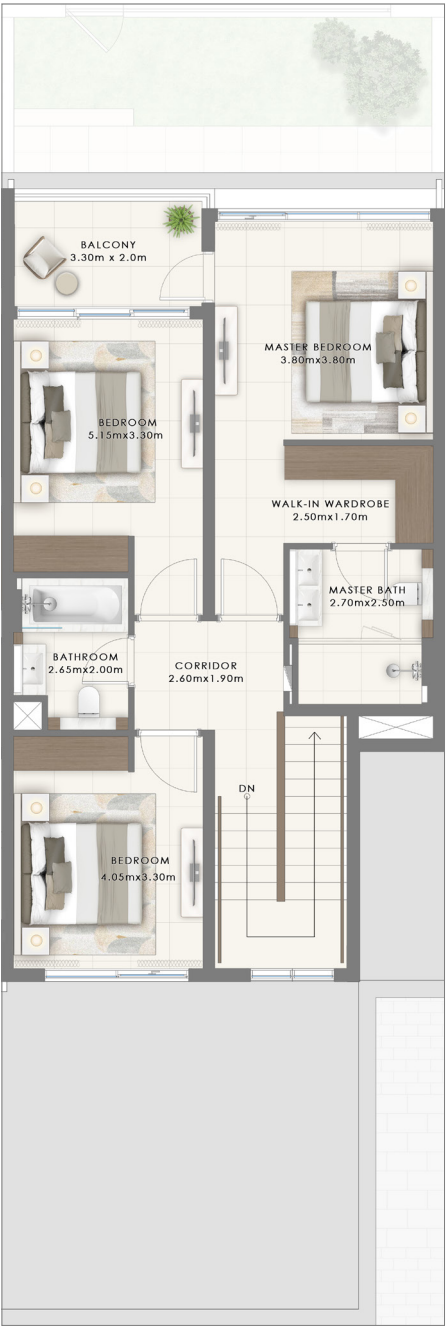 BALCONY
3.30m x 2.0m
MASTER BEDROOM
3.80mx3.80m
BEDROOM
5.15mx3.30m
WALK-IN WARDROBE
2.50mx1.70m
MASTER BATH
2.70mx2.50m
BATHROOM
2.65mx2.00m
CORRIDOR
2.60mx1.90m
DN
BEDROOM
4.05mx3.30m